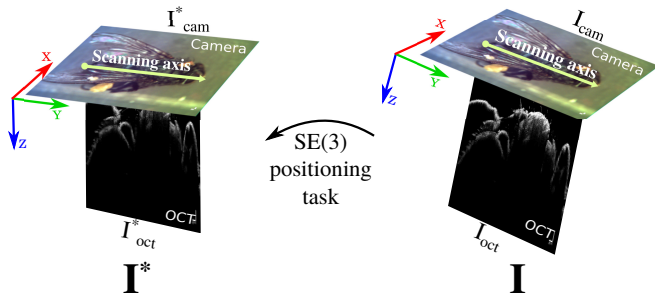 I*cam
Camera
Scanning axis
X
Y
Z
OCT
I*oct
I*
SE(3)
positioning
task
Icam
Camera
Scanning axis
X
Y
Z
OCT
Ioct
I